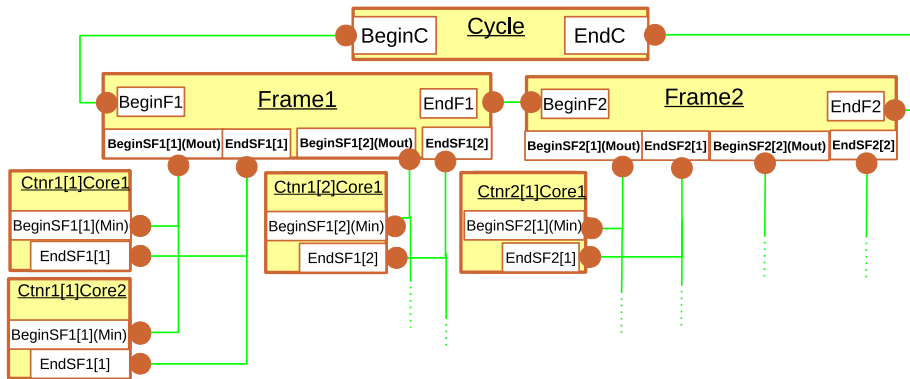 Cycle
BeginC
EndC
Frame1
BeginF1
EndF1
BeginSF1[1](Mout)
EndSF1[1]
BeginSF1[2](Mout)
EndSF1[2]
Frame2
BeginF2
EndF2
BeginSF2[1](Mout)
EndSF2[1]
BeginSF2[2](Mout)
EndSF2[2]
Ctnr1[1]Core1
BeginSF1[1](Min)
EndSF1[1]
Ctnr1[2]Core1
BeginSF1[2](Min)
EndSF1[2]
Ctnr2[1]Core1
BeginSF2[1](Min)
EndSF2[1]
Ctnr1[1]Core2
BeginSF1[1](Min)
EndSF1[1]